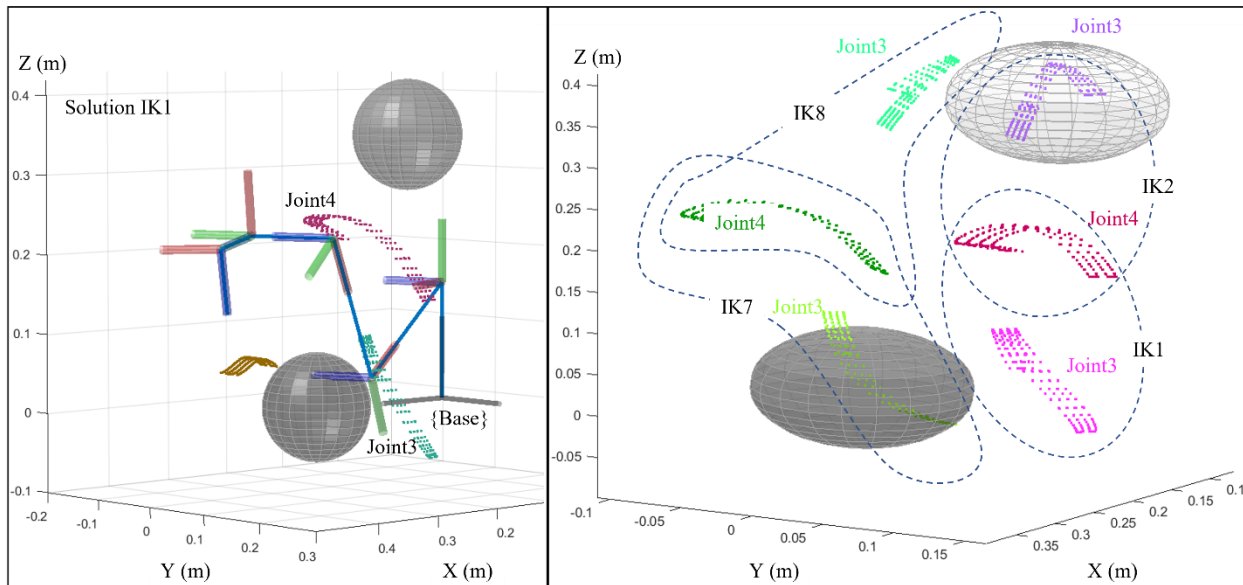 Z (m)
0.4
Solution IK1
0.3
Joint4
0.2
0.1
0
{Base}
Joint3
-0.1
-0.2
-0.1
0
0.1
0.2
0.3
0.4
0.3
0.2
Y (m)
X (m)
Joint3
Joint3
Z (m)
0.4
IK8
0.35
0.3
IK2
0.25
Joint4
Joint4
0.2
0.15
IK7
Joint3
0.1
IK1
Joint3
0.05
0
-0.05
-0.1
-0.05
0
0.05
0.1
0.15
0.35
0.3
0.25
0.2
0.15
0.1
Y (m)
X (m)